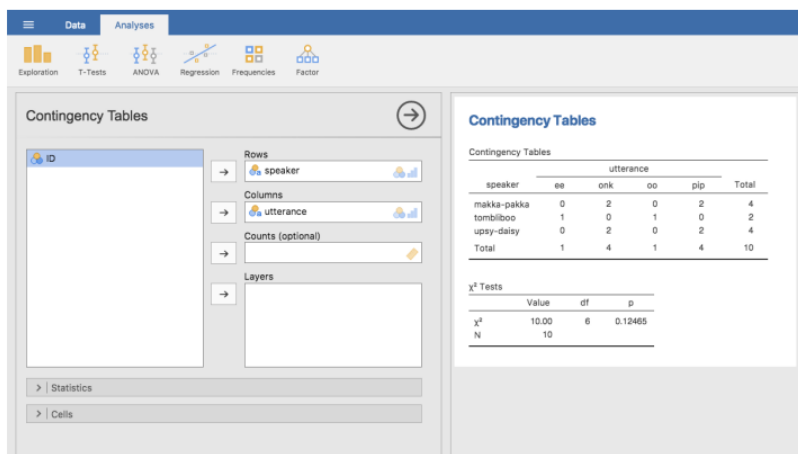 Data Analyses
Exploration T-Tests ANOVA Regression Frequencies Factor
Contingency Tables
ID
Rows
speaker
Columns
utterance
Counts (optional)
Layers
Statistics
Cells
Contingency Tables
Contingency Tables
utterance
speaker ee onk oo pip Total
makka-pakka 0 2 0 2 4
tombliboo 1 0 1 0 2
upsy-daisy 0 2 0 2 4
Total 1 4 1 4 10
χ² Tests
Value df p
χ² 10.00 6 0.12465
N 10